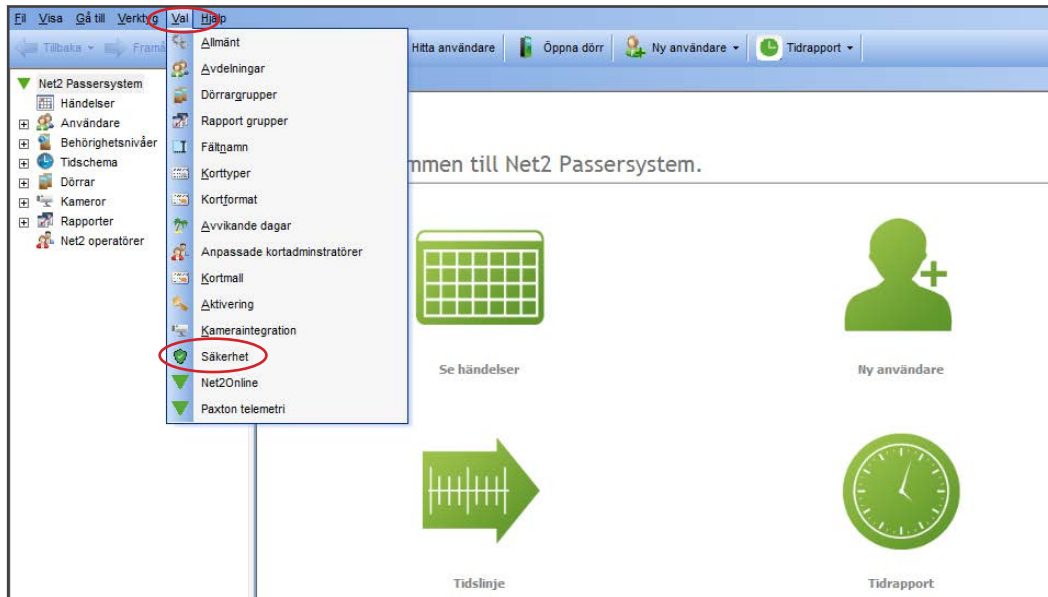 Fil Visa Gå till Verktyg Val Hjälp
Tillbaka Hitta användare Öppna dörr Ny användare Tidrapport
Net2 Passersystem
Händelser
Användare
Behörighetsnivåer
Tidschema
Dörrar
Kameror
Rapporter
Net2 operatörer
Allmänt
Avdelningar
Dörrargrupper
Rapport grupper
Fältnamn
Korttyper
Kortformat
Avvikande dagar
Anpassade kortadminstratörer
Kortmall
Aktivering
Kameraintegration
Säkerhet
Net2Online
Paxton telemetri
mmen till Net2 Passersystem.
Se händelser
Ny användare
Tidslinje
Tidrapport